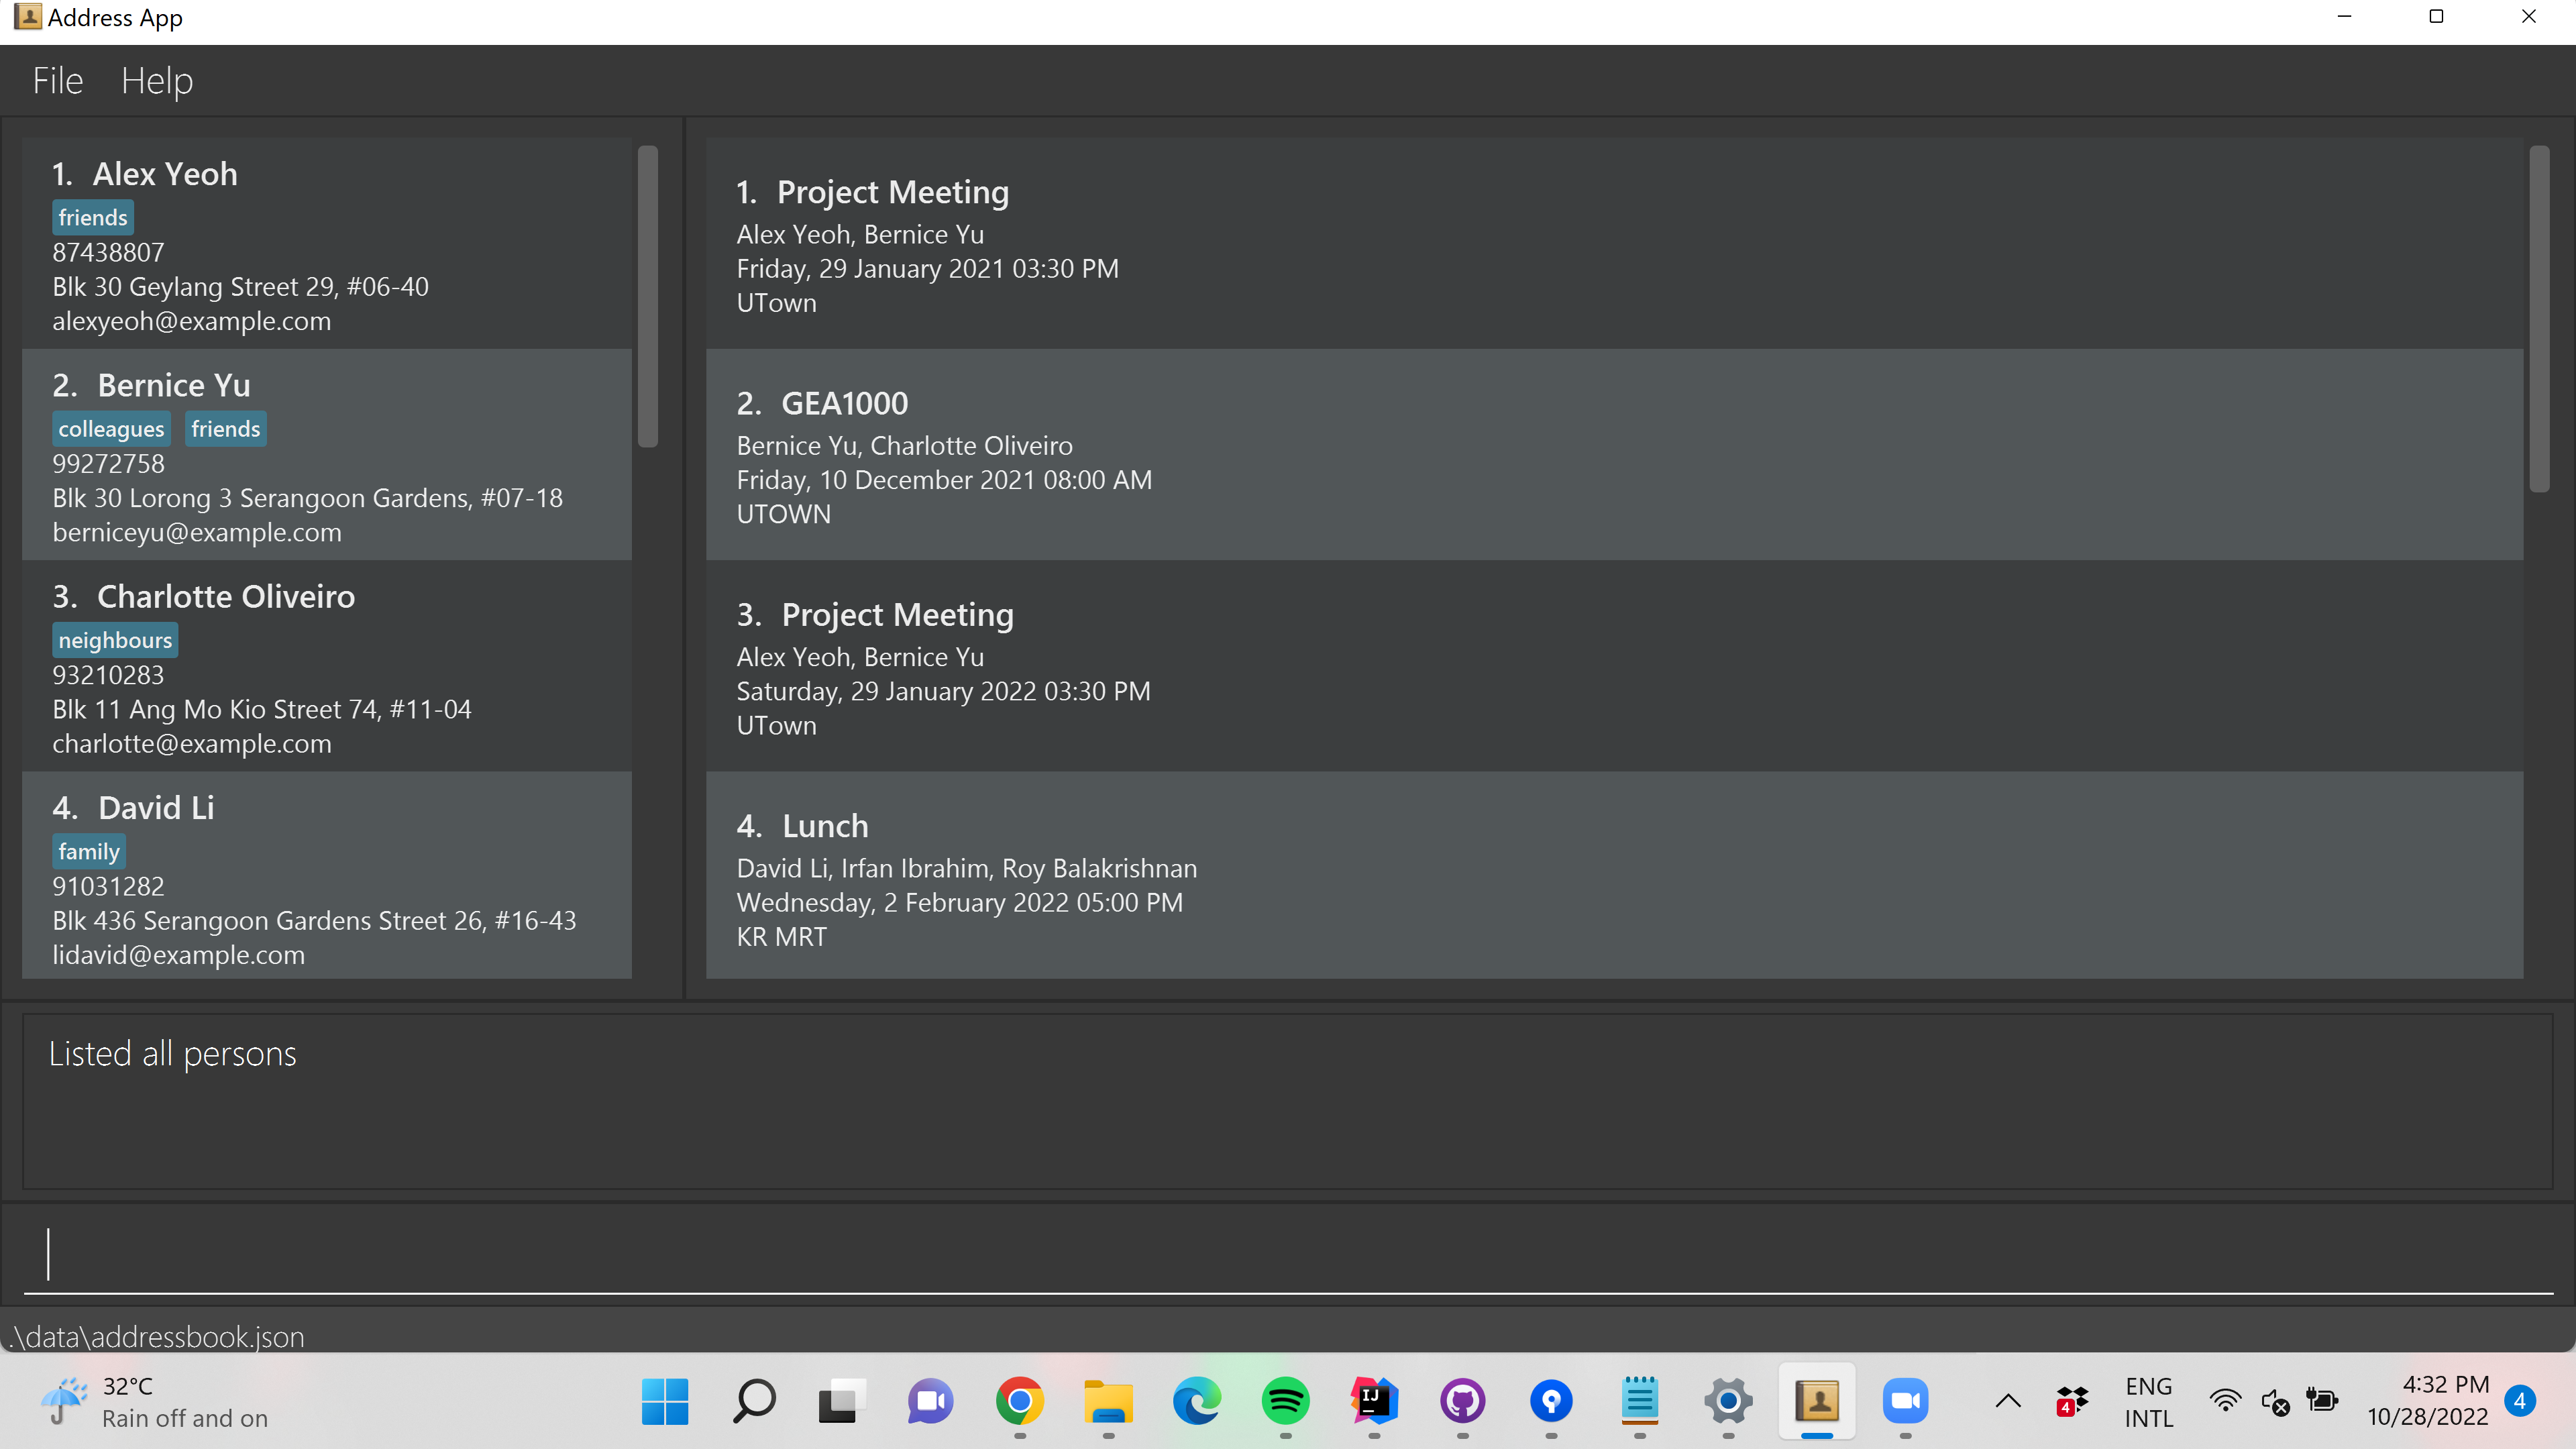 Address App
File Help
1. Alex Yeoh
friends
87438807
Blk 30 Geylang Street 29, #06-40
alexyeoh@example.com
2. Bernice Yu
colleagues friends
99272758
Blk 30 Lorong 3 Serangoon Gardens, #07-18
berniceyu@example.com
3. Charlotte Oliveiro
neighbours
93210283
Blk 11 Ang Mo Kio Street 74, #11-04
charlotte@example.com
4. David Li
family
91031282
Blk 436 Serangoon Gardens Street 26, #16-43
lidavid@example.com
1. Project Meeting
Alex Yeoh, Bernice Yu
Friday, 29 January 2021 03:30 PM
UTown
2. GEA1000
Bernice Yu, Charlotte Oliveiro
Friday, 10 December 2021 08:00 AM
UTOWN
3. Project Meeting
Alex Yeoh, Bernice Yu
Saturday, 29 January 2022 03:30 PM
UTown
4. Lunch
David Li, Irfan Ibrahim, Roy Balakrishnan
Wednesday, 2 February 2022 05:00 PM
KR MRT
Listed all persons
.\data\addressbook.json
32°C
Rain off and on
IJ
4
ENG
INTL
4:32 PM
10/28/2022
4